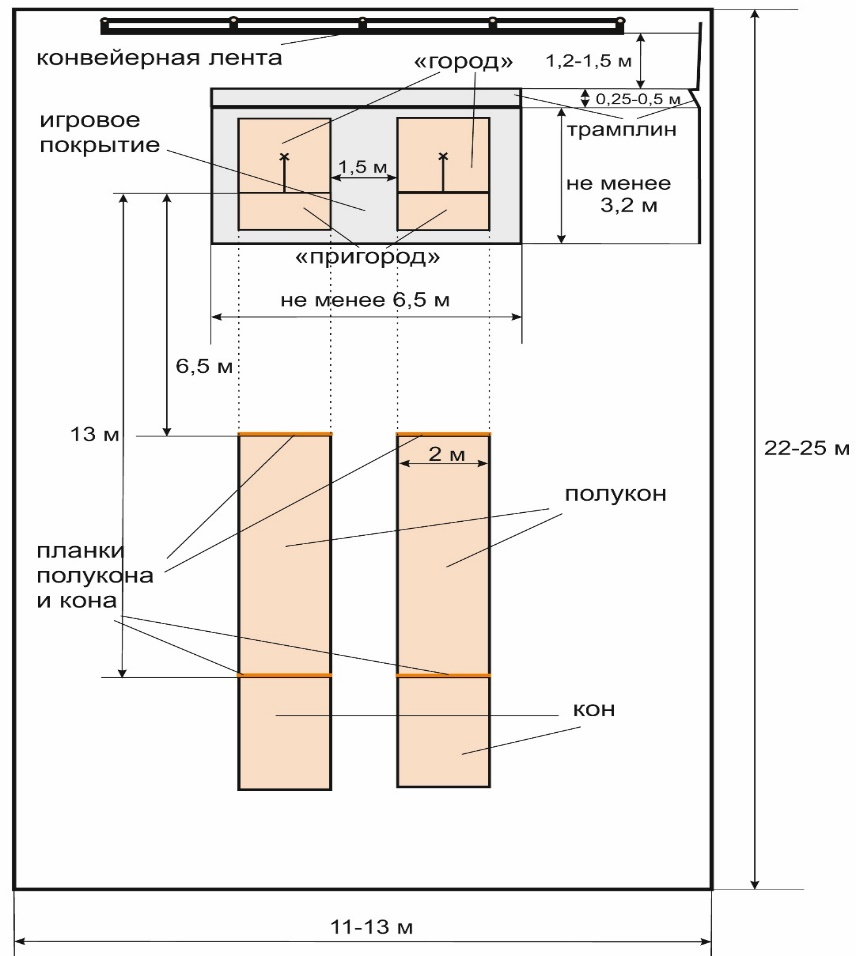 конвейерная лента
«город»
1,2-1,5 м
0,25-0,5 м
трамплин
игровое
покрытие
1,5 м
не менее
3,2 м
«пригород»
не менее 6,5 м
6,5 м
13 м
2 м
22-25 м
полукон
планки
полукона
и кона
кон
11-13 м